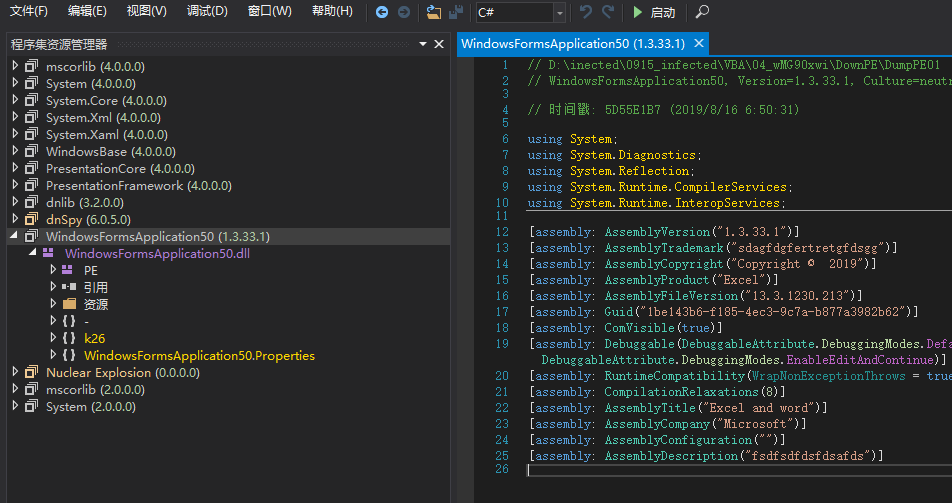 文件(F) 编辑(E) 视图(V) 调试(D) 窗口(W) 帮助(H) C# 启动
程序集资源管理器
mscorlib (4.0.0.0)
System (4.0.0.0)
System.Core (4.0.0.0)
System.Xml (4.0.0.0)
System.Xaml (4.0.0.0)
WindowsBase (4.0.0.0)
PresentationCore (4.0.0.0)
PresentationFramework (4.0.0.0)
dnlib (3.2.0.0)
dnSpy (6.0.5.0)
WindowsFormsApplication50 (1.3.33.1)
WindowsFormsApplication50.dll
PE
引用
资源
{ } -
{ } k26
{ } WindowsFormsApplication50.Properties
Nuclear Explosion (0.0.0.0)
mscorlib (2.0.0.0)
System (2.0.0.0)
WindowsFormsApplication50 (1.3.33.1)
1 // D:\inected\0915_infected\VBA\04_wMG90xwi\DownPE\DumpPE01
2 // WindowsFormsApplication50, Version=1.3.33.1, Culture=neutr
3
4 // 时间戳: 5D55E1B7 (2019/8/16 6:50:31)
5
6 using System;
7 using System.Diagnostics;
8 using System.Reflection;
9 using System.Runtime.CompilerServices;
10 using System.Runtime.InteropServices;
11
12 [assembly: AssemblyVersion("1.3.33.1")]
13 [assembly: AssemblyTrademark("sdagfdgfertretgfdsgg")]
14 [assembly: AssemblyCopyright("Copyright © 2019")]
15 [assembly: AssemblyProduct("Excel")]
16 [assembly: AssemblyFileVersion("13.3.1230.213")]
17 [assembly: Guid("1be143b6-f185-4ec3-9c7a-b877a3982b62")]
18 [assembly: ComVisible(true)]
19 [assembly: Debuggable(DebuggableAttribute.DebuggingModes.Defa
DebuggableAttribute.DebuggingModes.EnableEditAndContinue)]
20 [assembly: RuntimeCompatibility(WrapNonExceptionThrows = true
21 [assembly: CompilationRelaxations(8)]
22 [assembly: AssemblyTitle("Excel and word")]
23 [assembly: AssemblyCompany("Microsoft")]
24 [assembly: AssemblyConfiguration("")]
25 [assembly: AssemblyDescription("fsdfsdfdsfdsafds")]
26